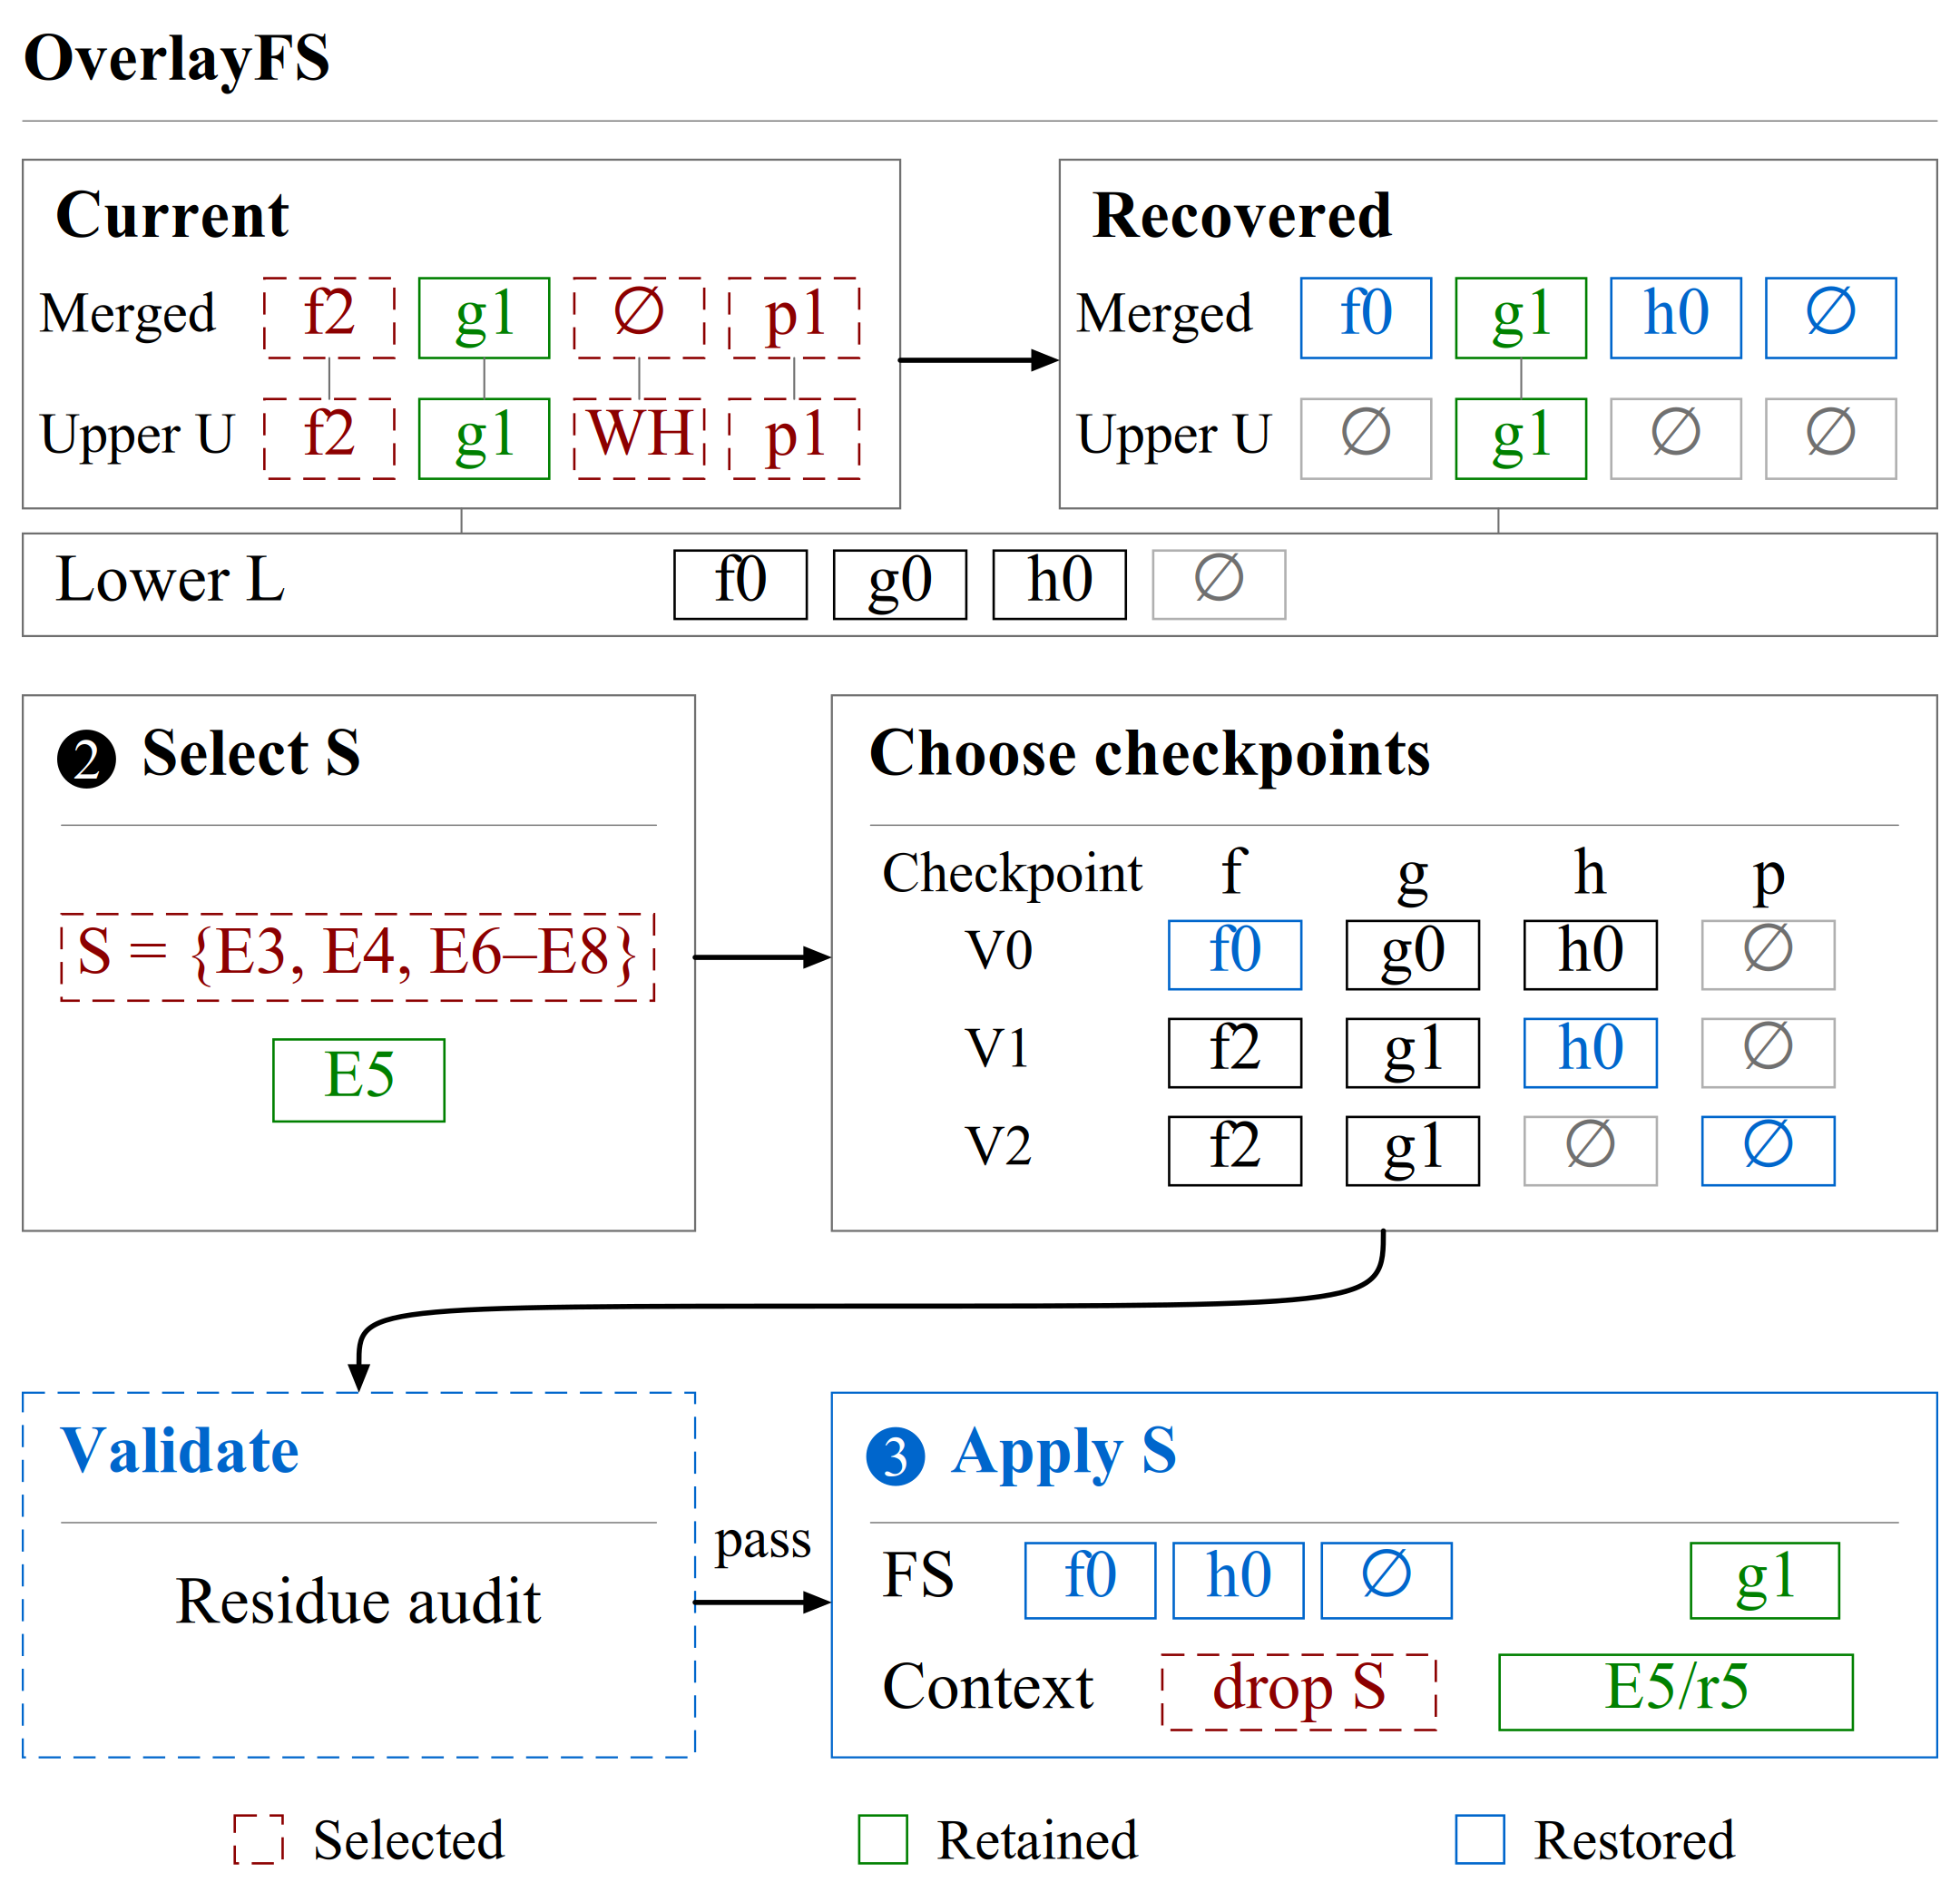 OverlayFS
Current
Merged f2 g1 ∅ p1
Upper U f2 g1 WH p1
Recovered
Merged f0 g1 h0 ∅
Upper U ∅ g1 ∅ ∅
Lower L f0 g0 h0 ∅
❷ Select S
S = {E3, E4, E6–E8}
E5
Choose checkpoints
Checkpoint f g h p
V0 f0 g0 h0 ∅
V1 f2 g1 h0 ∅
V2 f2 g1 ∅ ∅
Validate
Residue audit
pass
❸ Apply S
FS f0 h0 ∅ g1
Context drop S E5/r5
Selected Retained Restored